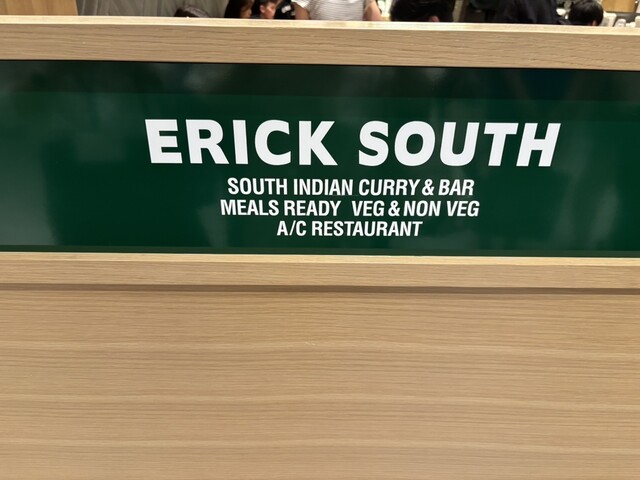 ERICK SOUTH
SOUTH INDIAN CURRY & BAR
MEALS READY VEG & NON VEG
A/C RESTAURANT